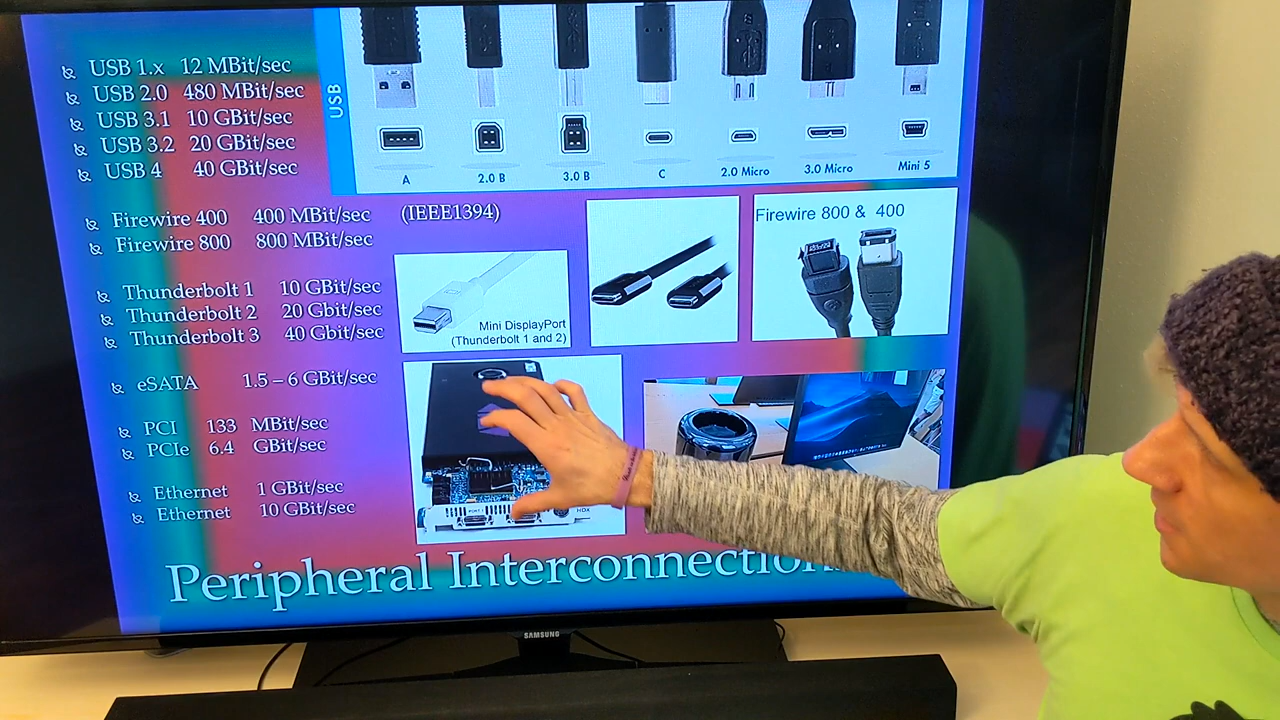 USB 1.x 12 MBit/sec
USB 2.0 480 MBit/sec
USB 3.1 10 GBit/sec
USB 3.2 20 GBit/sec
USB 4 40 GBit/sec
USB
A 2.0 B 3.0 B C 2.0 Micro 3.0 Micro Mini 5
Firewire 400 400 MBit/sec (IEEE1394)
Firewire 800 800 MBit/sec
Firewire 800 & 400
Thunderbolt 1 10 GBit/sec
Thunderbolt 2 20 Gbit/sec
Thunderbolt 3 40 Gbit/sec
Mini DisplayPort
(Thunderbolt 1 and 2)
eSATA 1.5 – 6 GBit/sec
PCI 133 MBit/sec
PCIe 6.4 GBit/sec
Ethernet 1 GBit/sec
Ethernet 10 GBit/sec
HDX
Peripheral Interconnection
SAMSUNG